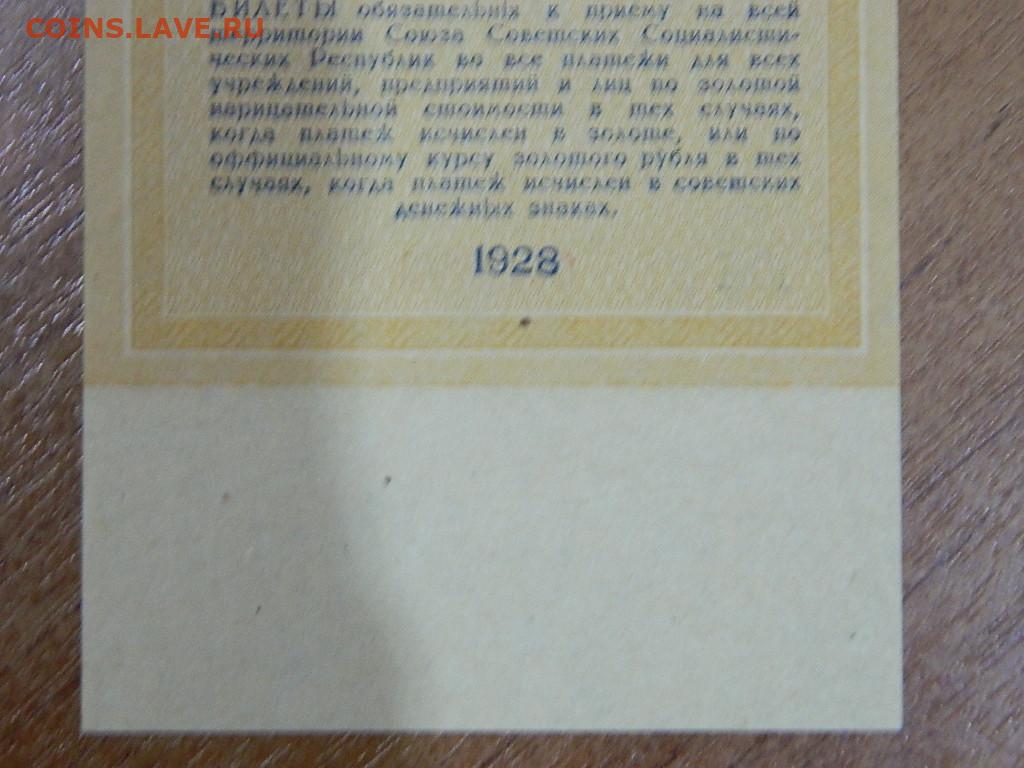 COINS.LAVE.RU
БИЛЕТЫ обязательны к приему на всей
территории Союза Советских Социалисти-
ческих Республик во все платежи для всех
учреждений, предприятий и лиц по золотой
нарицательной стоимости в тех случаях,
когда платеж исчислен в золоте, или по
оффициальному курсу золотого рубля в тех
случаях, когда платеж исчислен в советских
денежных знаках.
1928